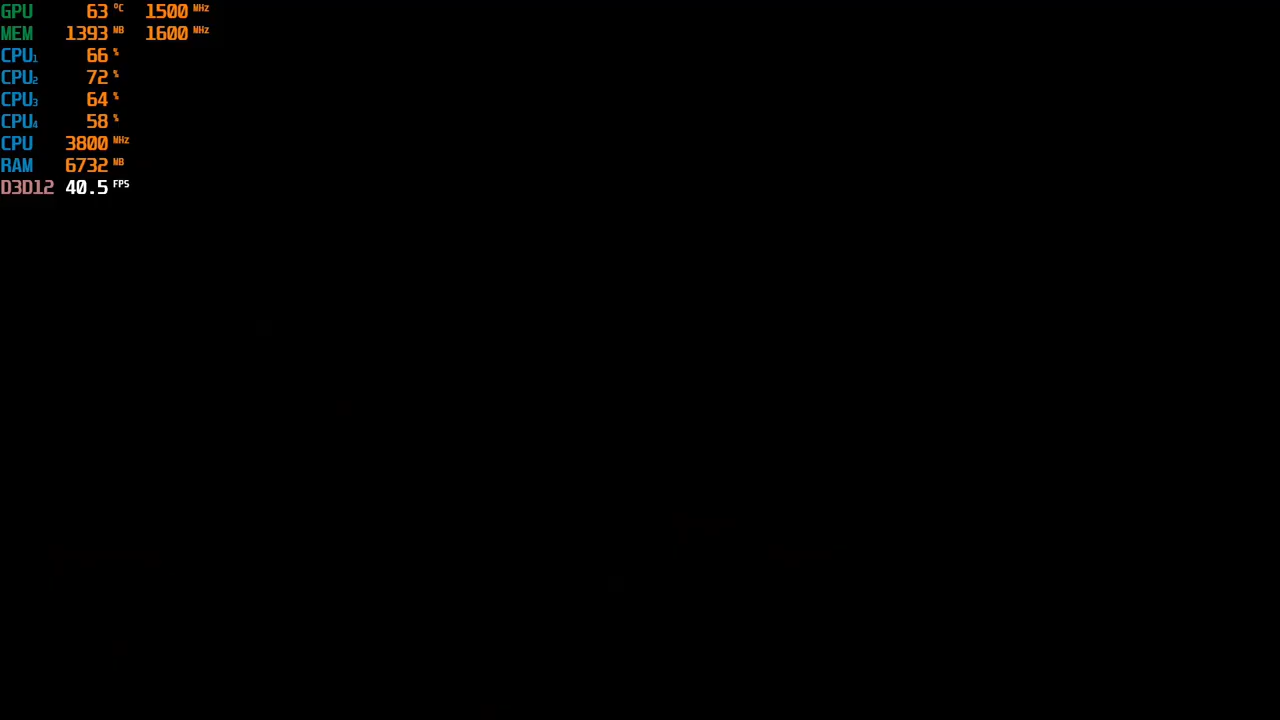 GPU 63 °C 1500 MHz
MEM 1393 MB 1600 MHz
CPU1 66 %
CPU2 72 %
CPU3 64 %
CPU4 58 %
CPU 3800 MHz
RAM 6732 MB
D3D12 40.5 FPS